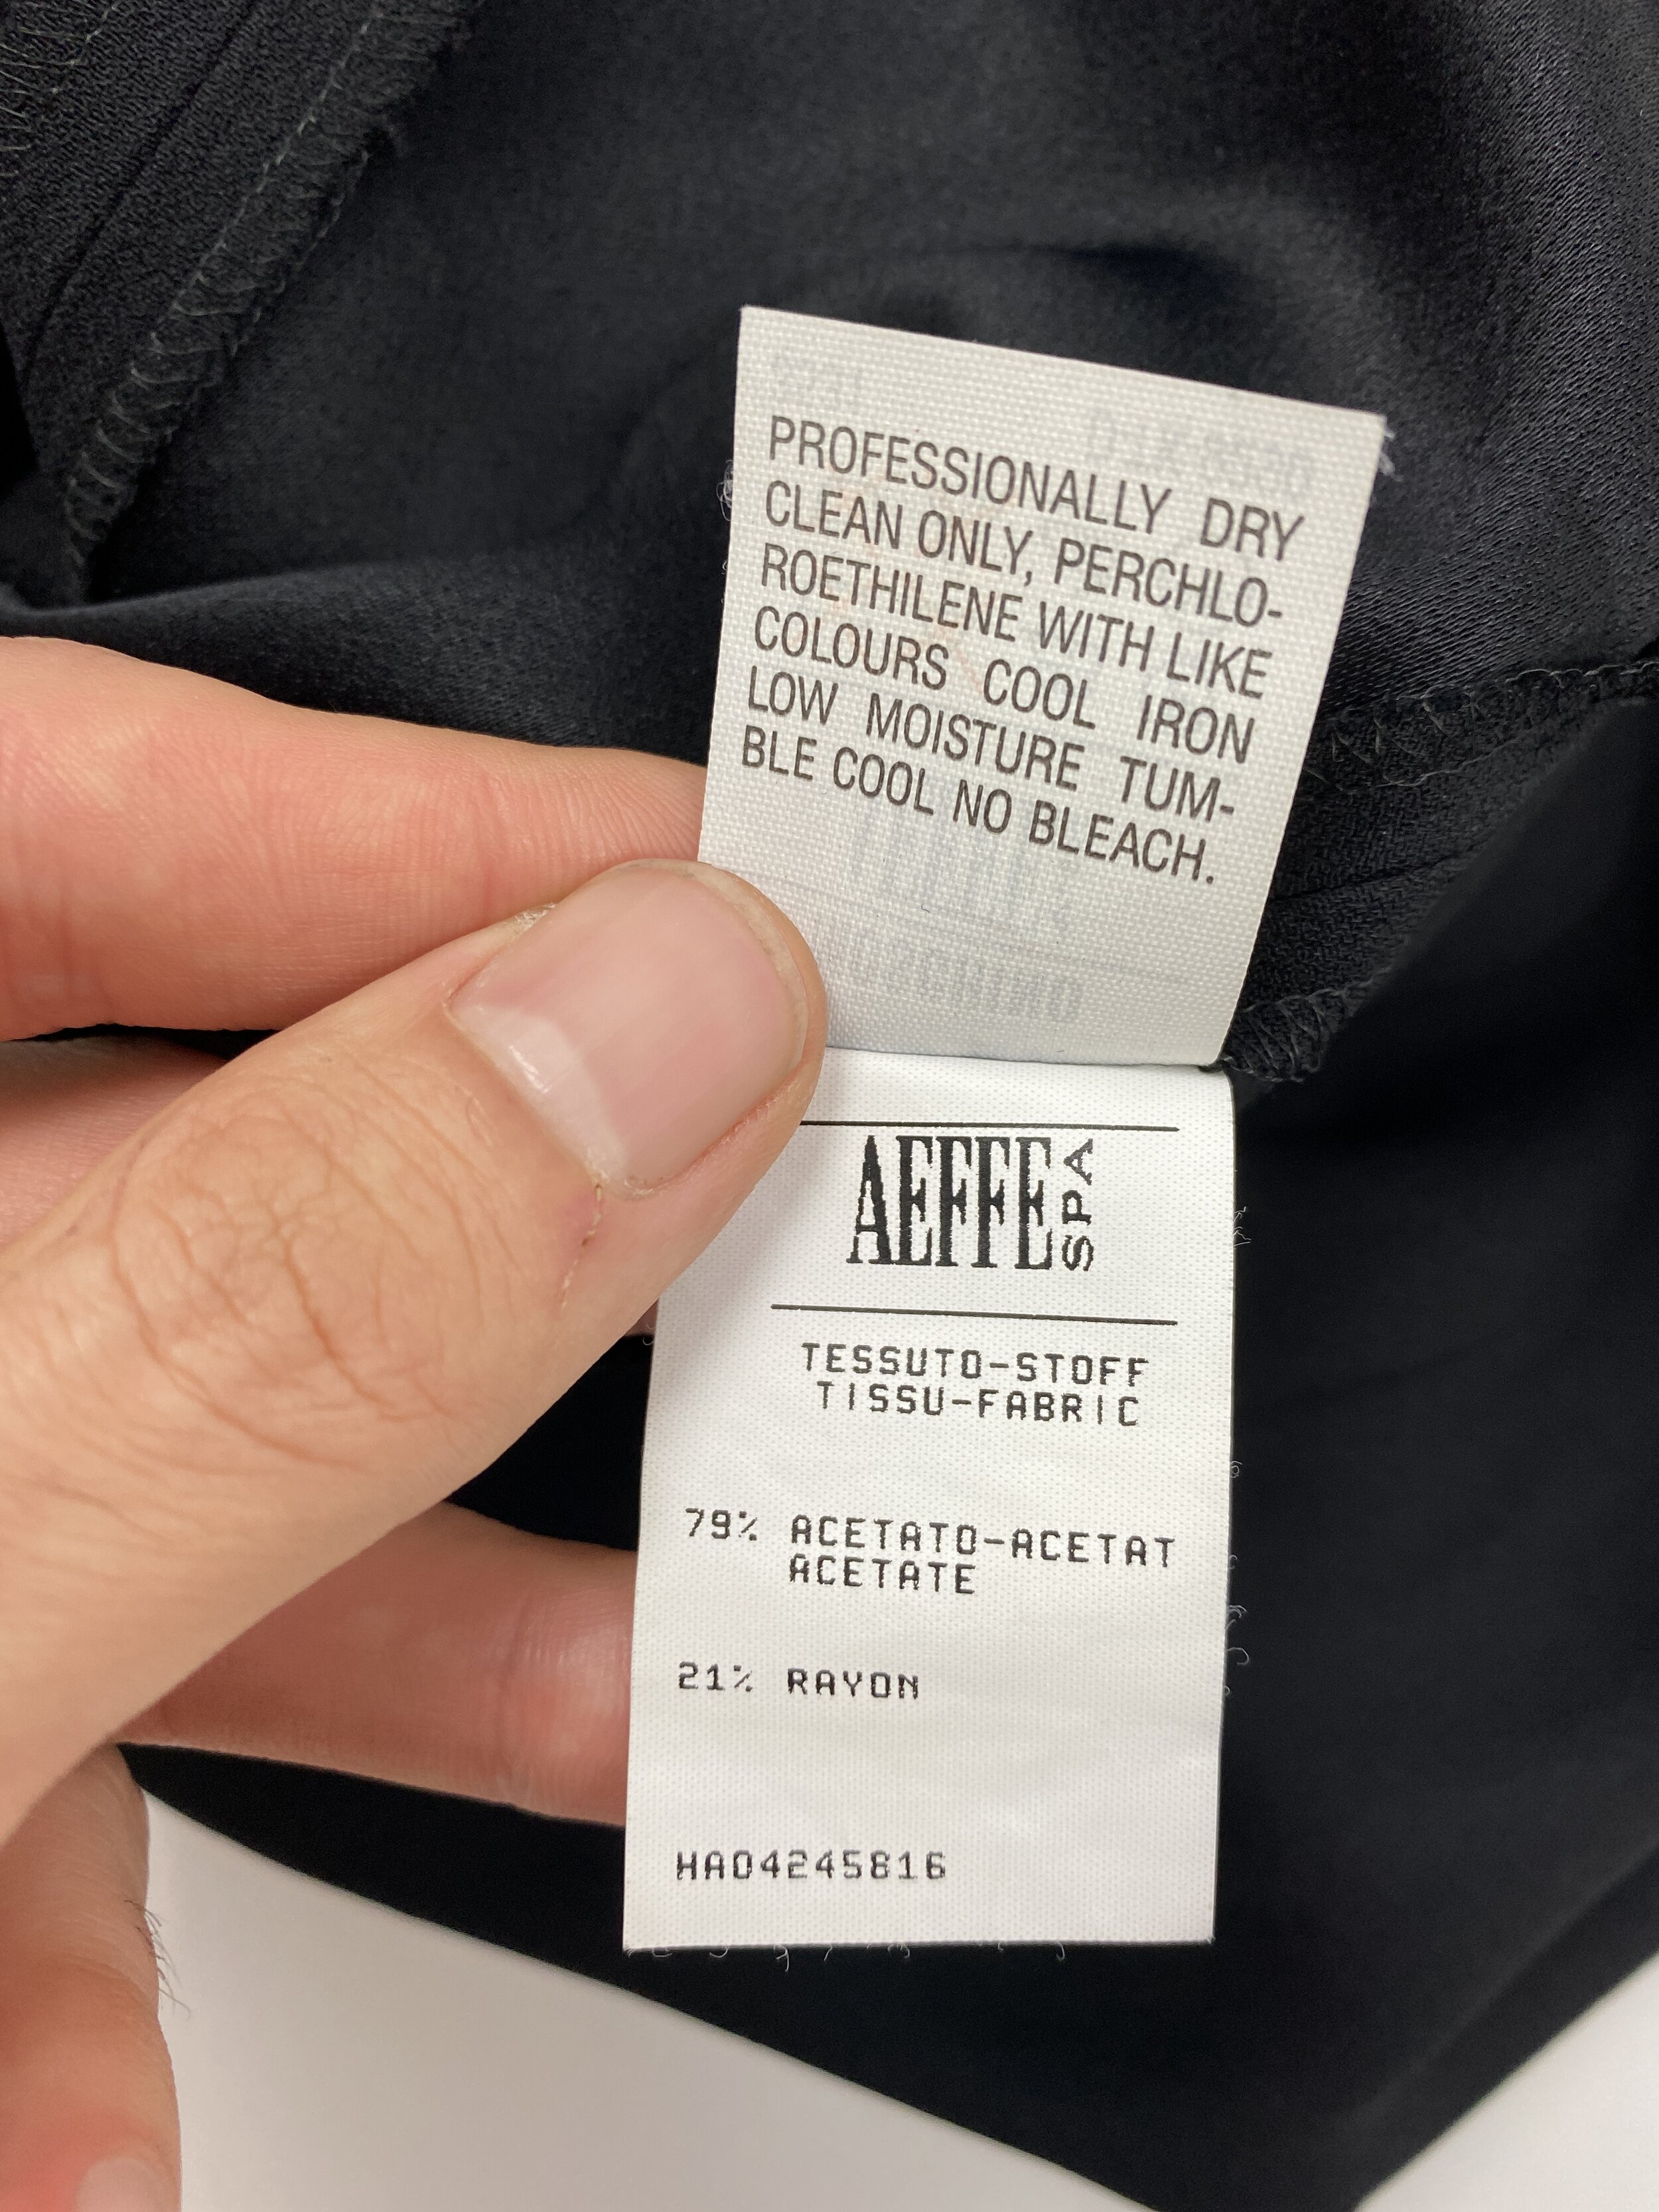 PROFESSIONALLY DRY
CLEAN ONLY, PERCHLO-
ROETHILENE WITH LIKE
COLOURS COOL IRON
LOW MOISTURE TUM-
BLE COOL NO BLEACH.
AEFFE SPA
TESSUTO-STOFF
TISSU-FABRIC
79% ACETATO-ACETAT
ACETATE
21% RAYON
HA04245816